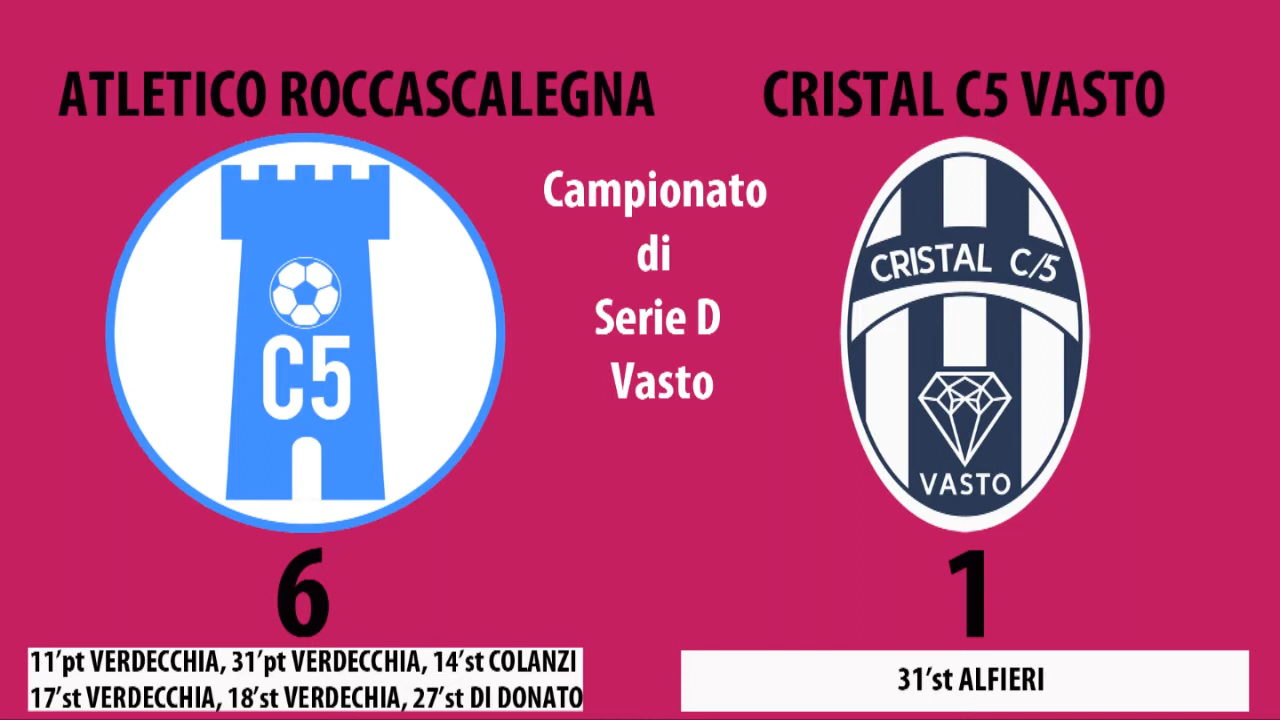 ATLETICO ROCCASCALEGNA
CRISTAL C5 VASTO
Campionato
di
Serie D
Vasto
C5
CRISTAL C/5
VASTO
6
1
11’pt VERDECCHIA, 31’pt VERDECCHIA, 14’st COLANZI
17’st VERDECCHIA, 18’st VERDECHIA, 27’st DI DONATO
31’st ALFIERI